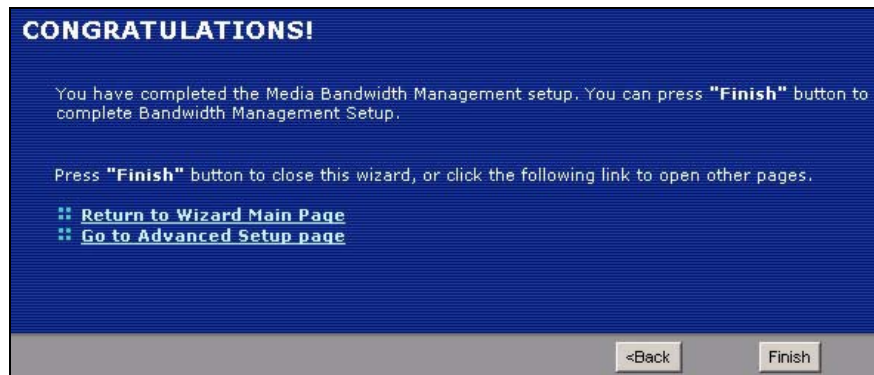 CONGRATULATIONS!
You have completed the Media Bandwidth Management setup. You can press "Finish" button to
complete Bandwidth Management Setup.
Press "Finish" button to close this wizard, or click the following link to open other pages.
Return to Wizard Main Page
Go to Advanced Setup page
<Back
Finish